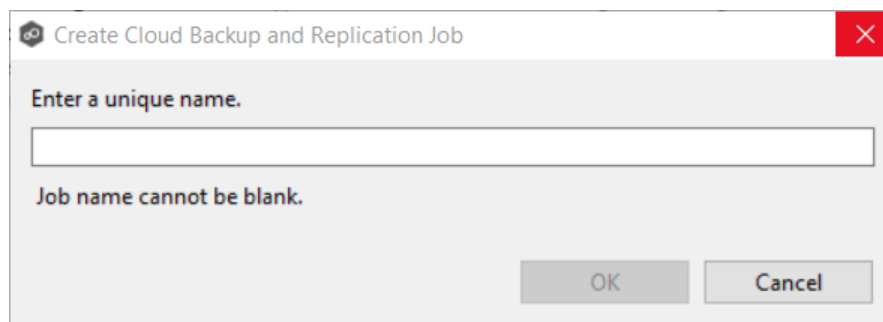 Create Cloud Backup and Replication Job
Enter a unique name.
Job name cannot be blank.
OK
Cancel